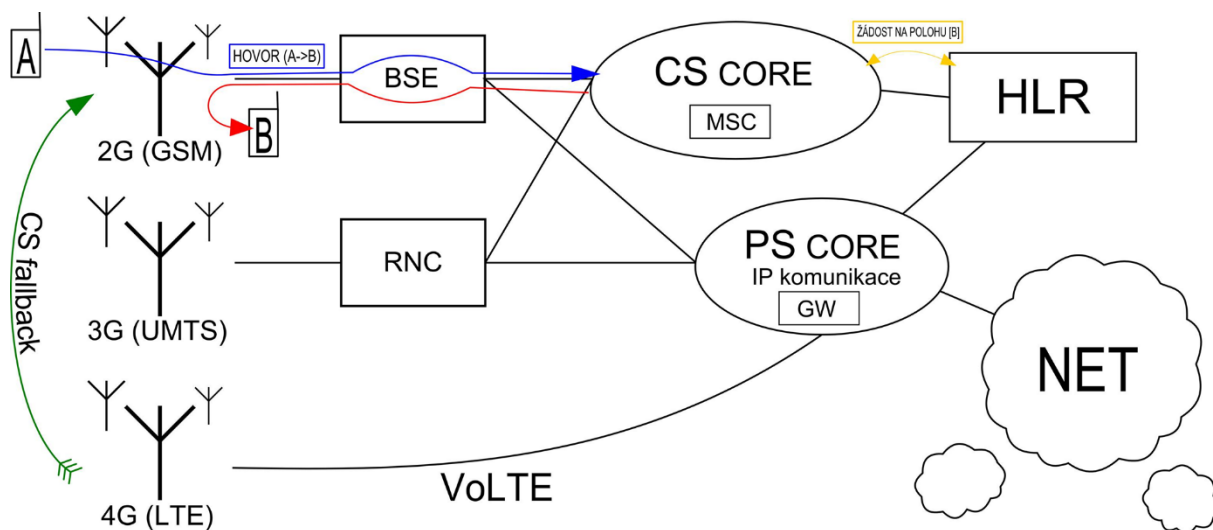 A
HOVOR (A->B)
BSE
CS CORE
MSC
ŽÁDOST NA POLOHU [B]
HLR
B
2G (GSM)
CS fallback
RNC
PS CORE
IP komunikace
GW
3G (UMTS)
NET
VoLTE
4G (LTE)